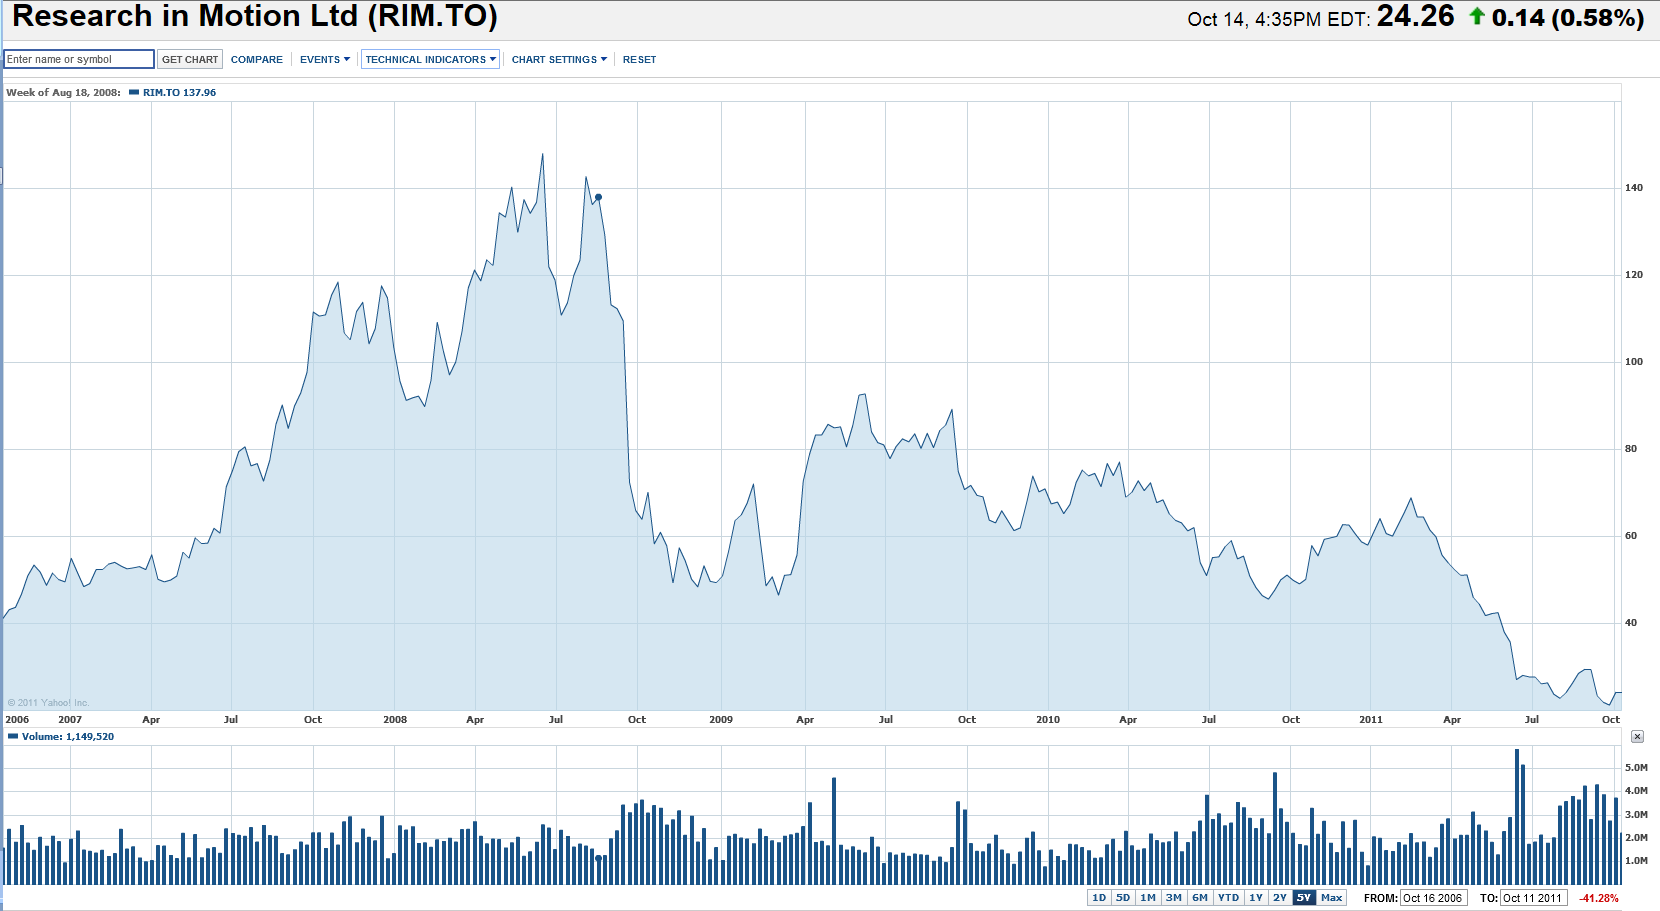 Research in Motion Ltd (RIM.TO)
Oct 14, 4:35PM EDT: 24.26 0.14 (0.58%)
Enter name or symbol GET CHART COMPARE EVENTS TECHNICAL INDICATORS CHART SETTINGS RESET
Week of Aug 18, 2008: RIM.TO 137.96
140
120
100
80
60
40
© 2011 Yahoo! Inc.
2006 2007 Apr Jul Oct 2008 Apr Jul Oct 2009 Apr Jul Oct 2010 Apr Jul Oct 2011 Apr Jul Oct
Volume: 1,149,520
5.0M
4.0M
3.0M
2.0M
1.0M
1D 5D 1M 3M 6M YTD 1Y 2Y 5Y Max FROM: Oct 16 2006 TO: Oct 11 2011 -41.28%